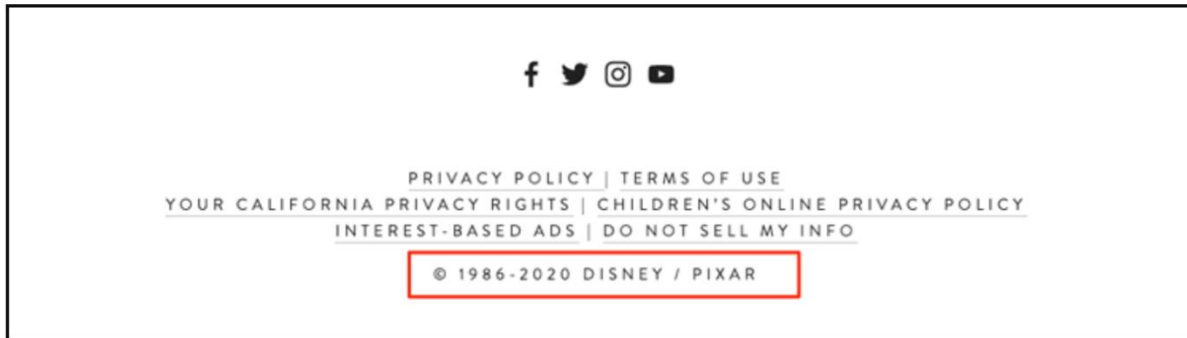 PRIVACY POLICY | TERMS OF USE
YOUR CALIFORNIA PRIVACY RIGHTS | CHILDREN'S ONLINE PRIVACY POLICY
INTEREST-BASED ADS | DO NOT SELL MY INFO
© 1986-2020 DISNEY / PIXAR